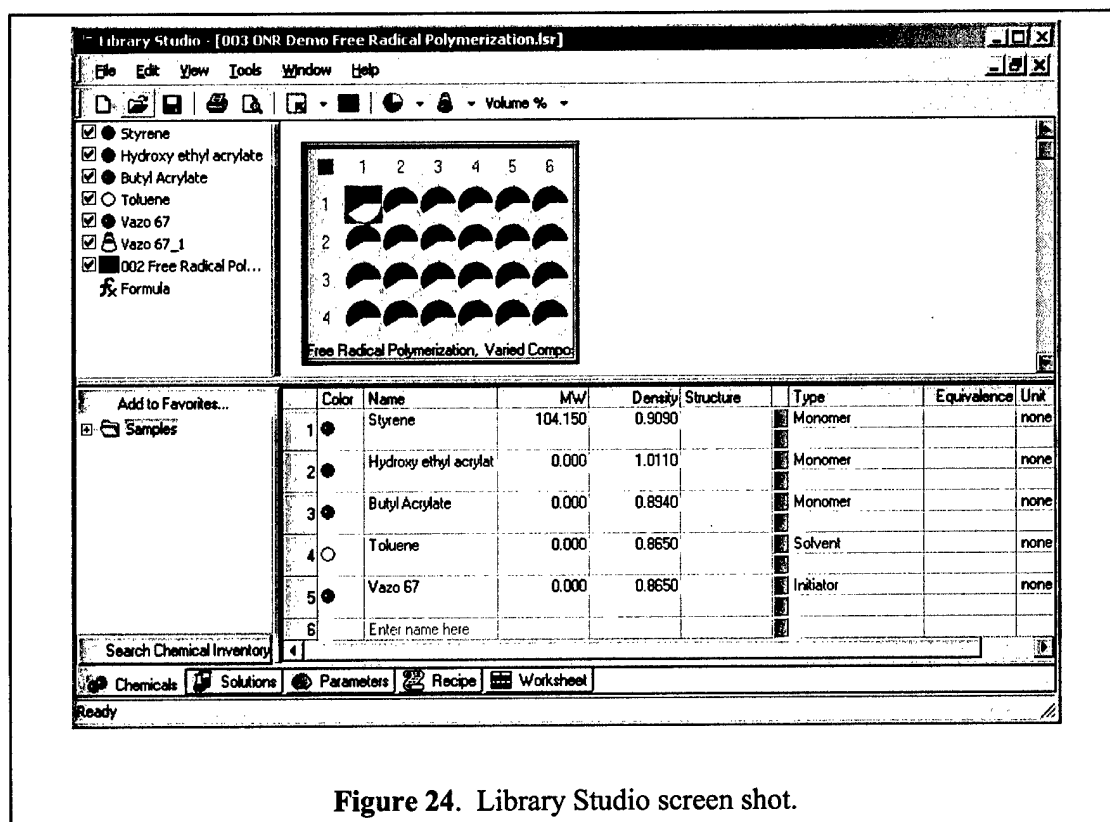 Library Studio - [003 ONR Demo Free Radical Polymerization.lsr]
File Edit View Tools Window Help
Volume %
Styrene
Hydroxy ethyl acrylate
Butyl Acrylate
Toluene
Vazo 67
Vazo 67_1
002 Free Radical Pol...
fx Formula
1 2 3 4 5 6
1
2
3
4
Free Radical Polymerization, Varied Compo
Add to Favorites...
Samples
Search Chemical Inventory
Color Name MW Density Structure Type Equivalence Unit
1 Styrene 104.150 0.9090 Monomer none
2 Hydroxy ethyl acrylat 0.000 1.0110 Monomer none
3 Butyl Acrylate 0.000 0.8940 Monomer none
4 Toluene 0.000 0.8650 Solvent none
5 Vazo 67 0.000 0.8650 Initiator none
6 Enter name here
Chemicals Solutions Parameters Recipe Worksheet
Ready
Figure 24. Library Studio screen shot.